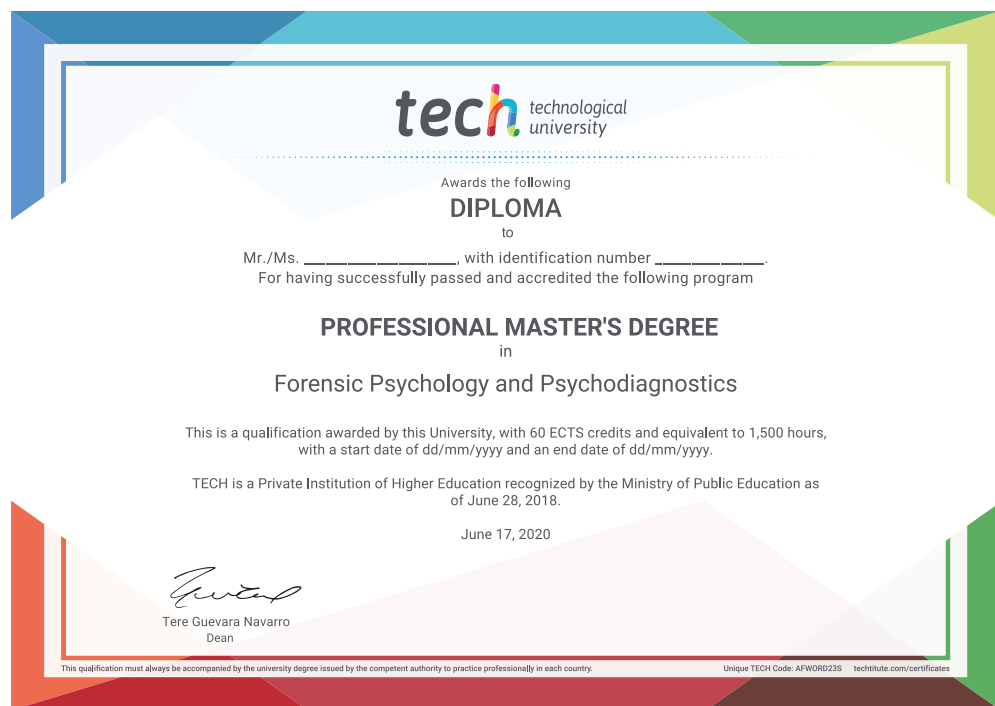 tech technological
university
Awards the following
DIPLOMA
to
Mr./Ms. ____________________, with identification number ______________.
For having successfully passed and accredited the following program
PROFESSIONAL MASTER'S DEGREE
in
Forensic Psychology and Psychodiagnostics
This is a qualification awarded by this University, with 60 ECTS credits and equivalent to 1,500 hours,
with a start date of dd/mm/yyyy and an end date of dd/mm/yyyy.
TECH is a Private Institution of Higher Education recognized by the Ministry of Public Education as
of June 28, 2018.
June 17, 2020
Tere Guevara Navarro
Dean
This qualification must always be accompanied by the university degree issued by the competent authority to practice professionally in each country.
Unique TECH Code: AFWORD23S techtitute.com/certificates